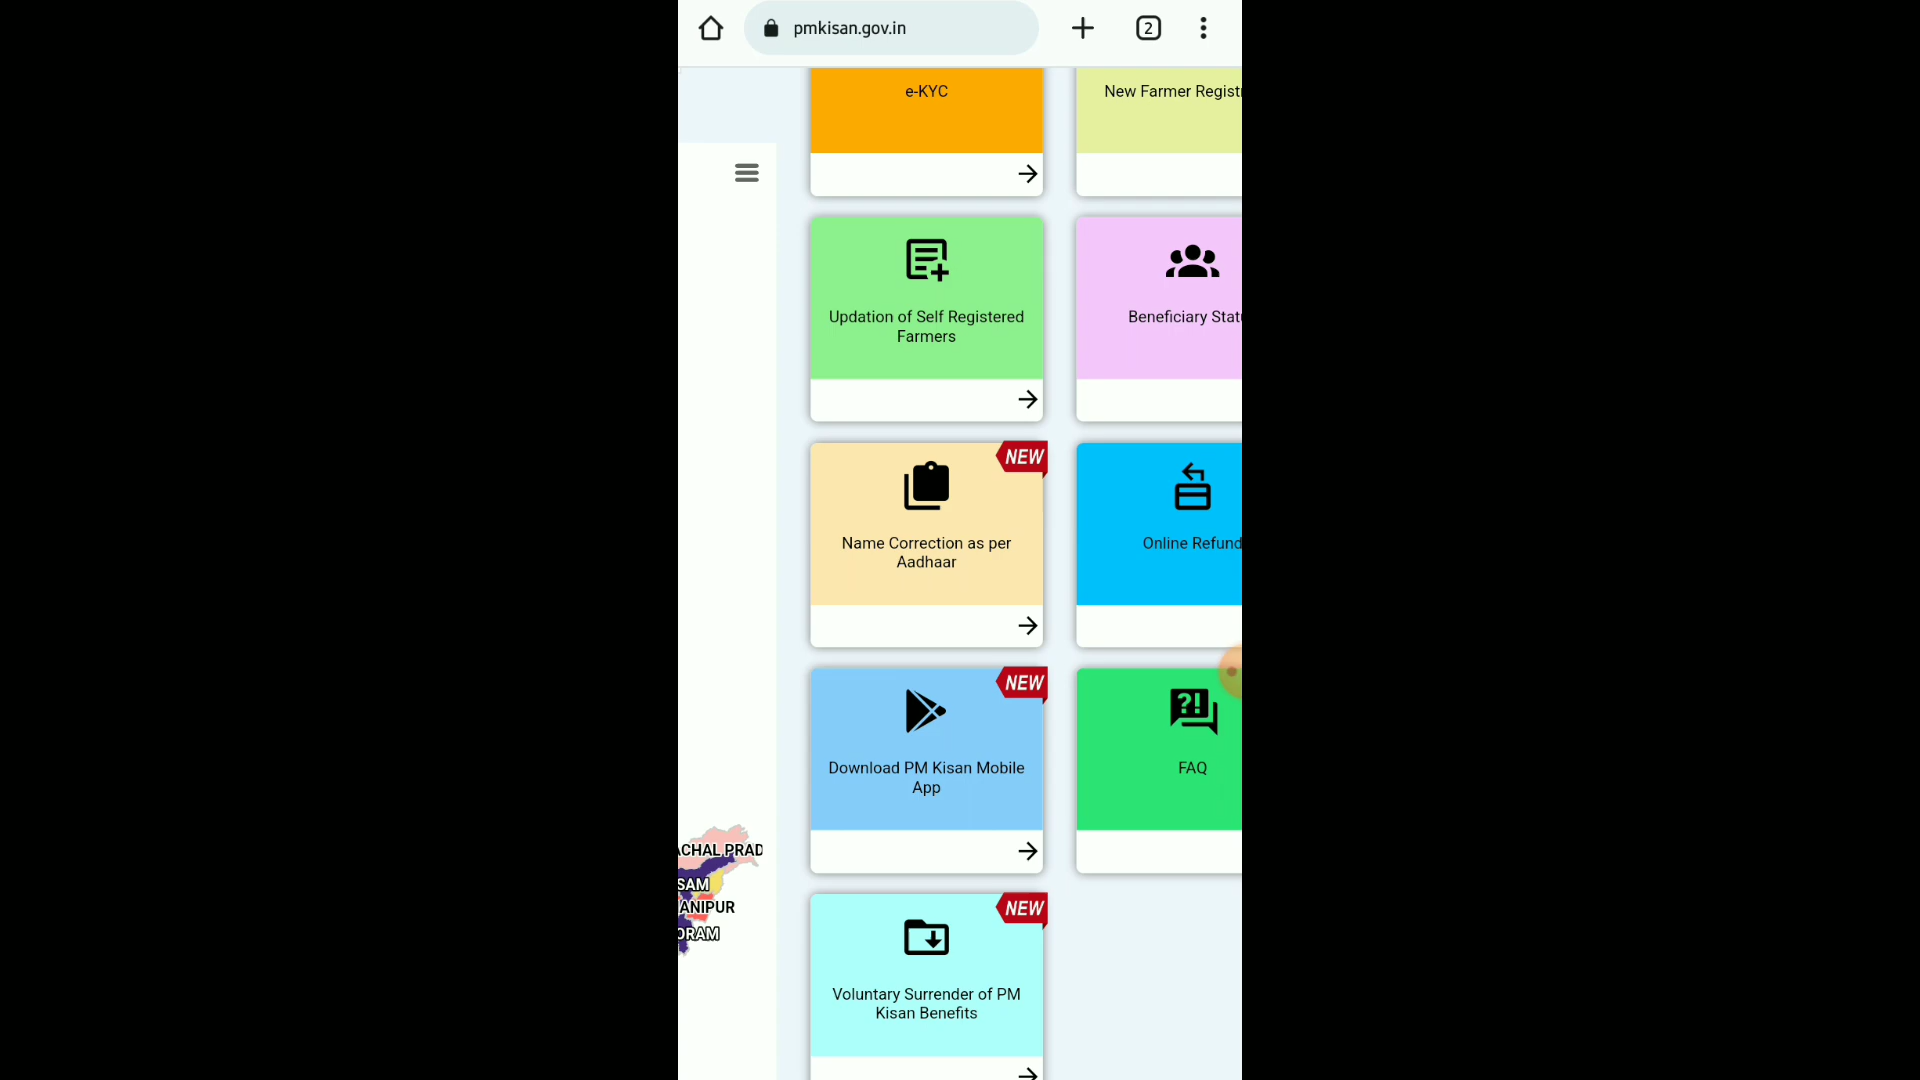 pmkisan.gov.in
2
e-KYC
New Farmer Regist
Updation of Self Registered
Farmers
Beneficiary Stat
NEW
Name Correction as per
Aadhaar
Online Refund
NEW
Download PM Kisan Mobile
App
?!
FAQ
ACHAL PRAD
SAM
ANIPUR
ORAM
NEW
Voluntary Surrender of PM
Kisan Benefits